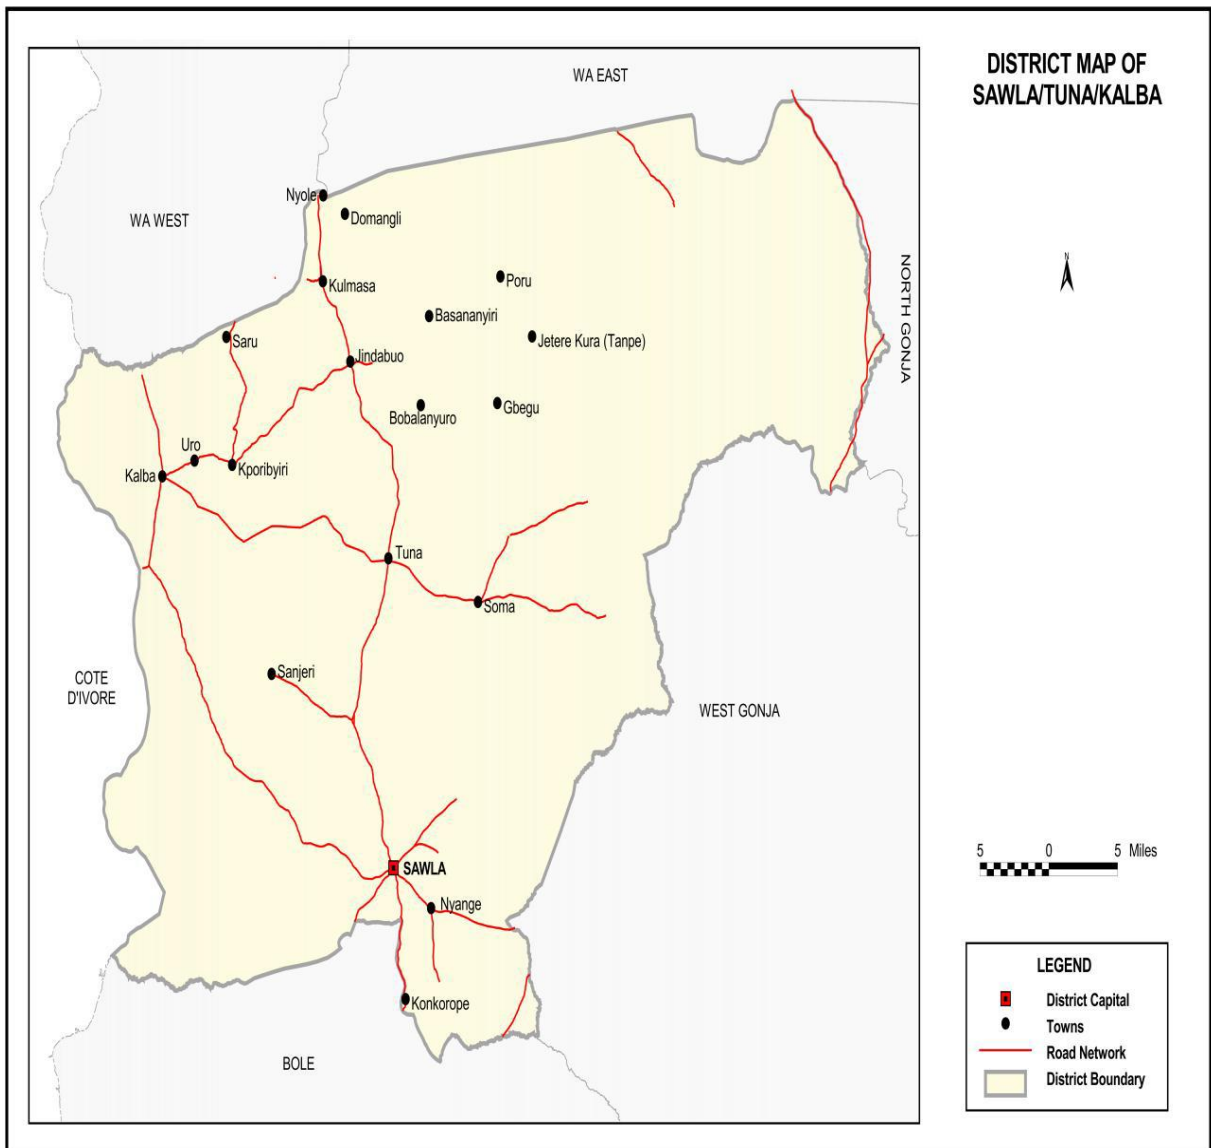 DISTRICT MAP OF
SAWLA/TUNA/KALBA
WA EAST
WA WEST
Nyole
Domangli
NORTH GONJA
N
Kulmasa
Poru
Basananyiri
Saru
Jetere Kura (Tanpe)
Jindabuo
Bobalanyuro
Gbegu
Uro
Kalba
Kporibyiri
Tuna
Soma
COTE
D'IVORE
Sanjeri
WEST GONJA
5 0 5 Miles
SAWLA
Nyange
Konkorope
BOLE
LEGEND
District Capital
Towns
Road Network
District Boundary